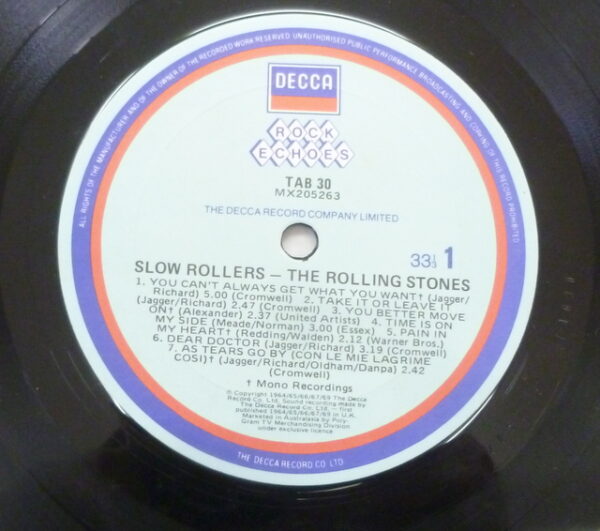 ALL RIGHTS OF THE MANUFACTURER AND OF THE OWNER OF THE RECORDED WORK RESERVED UNAUTHORISED PUBLIC PERFORMANCE BROADCASTING AND COPYING OF THIS RECORD PROHIBITED
DECCA
ROCK
ECHOES
TAB 30
MX205263
THE DECCA RECORD COMPANY LIMITED
33⅓ 1
SLOW ROLLERS – THE ROLLING STONES
1. YOU CAN'T ALWAYS GET WHAT YOU WANT† (Jagger/
Richard) 5.00 (Cromwell) 2. TAKE IT OR LEAVE IT
(Jagger/Richard) 2.47 (Cromwell) 3. YOU BETTER MOVE
ON† (Alexander) 2.37 (United Artists) 4. TIME IS ON
MY SIDE (Meade/Norman) 3.00 (Essex) 5. PAIN IN
MY HEART† (Redding/Walden) 2.12 (Warner Bros.)
6. DEAR DOCTOR (Jagger/Richard) 3.19 (Cromwell)
7. AS TEARS GO BY (CON LE MIE LAGRIME
COSI)† (Jagger/Richard/Oldham/Danpa) 2.42
(Cromwell)
† Mono Recordings
© Copyright 1964/65/66/67/69 The Decca
Record Co. Ltd. Sound recording made by
The Decca Record Co. Ltd. – first
published 1964/65/66/67/69 in U.K.
Marketed in Australasia by Poly-
Gram TV Merchandising Division
under exclusive licence
THE DECCA RECORD CO. LTD.